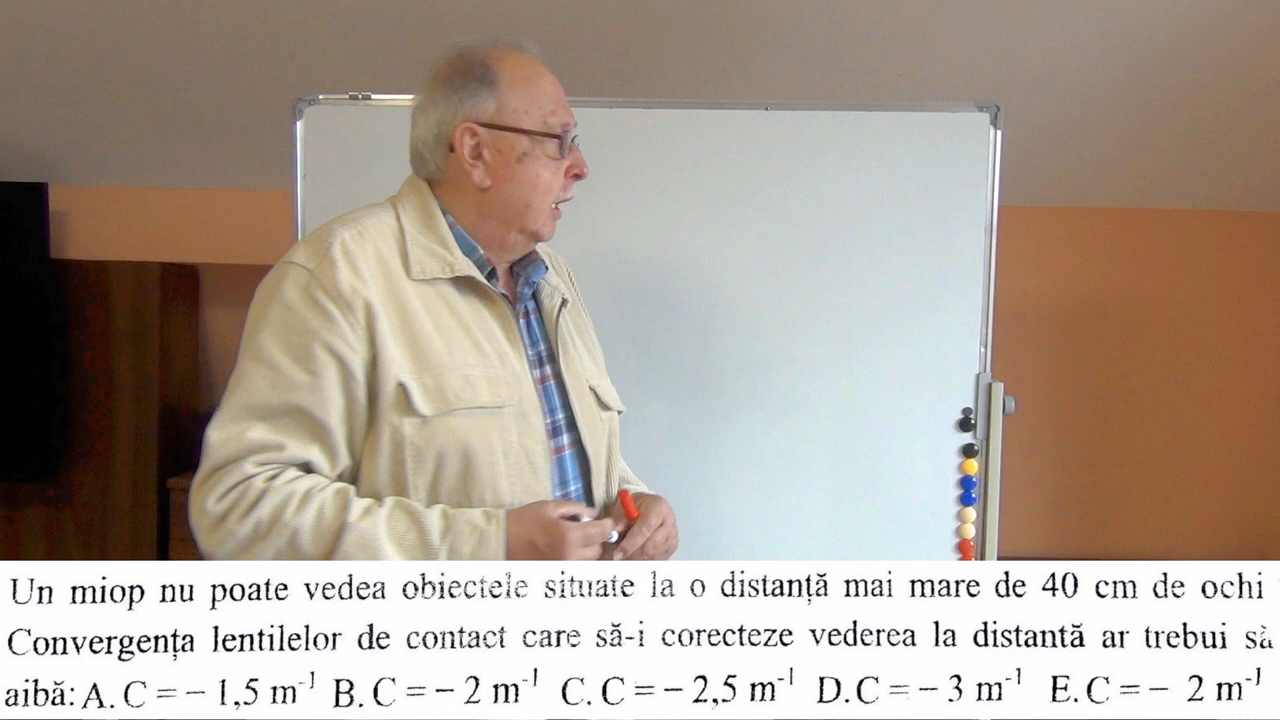 Un miop nu poate vedea obiectele situate la o distanță mai mare de 40 cm de ochi
Convergența lentilelor de contact care să-i corecteze vederea la distantă ar trebui să
aibă: A. C = − 1,5 m⁻¹ B. C = − 2 m⁻¹ C. C = − 2,5 m⁻¹ D. C = − 3 m⁻¹ E. C = − 2 m⁻¹